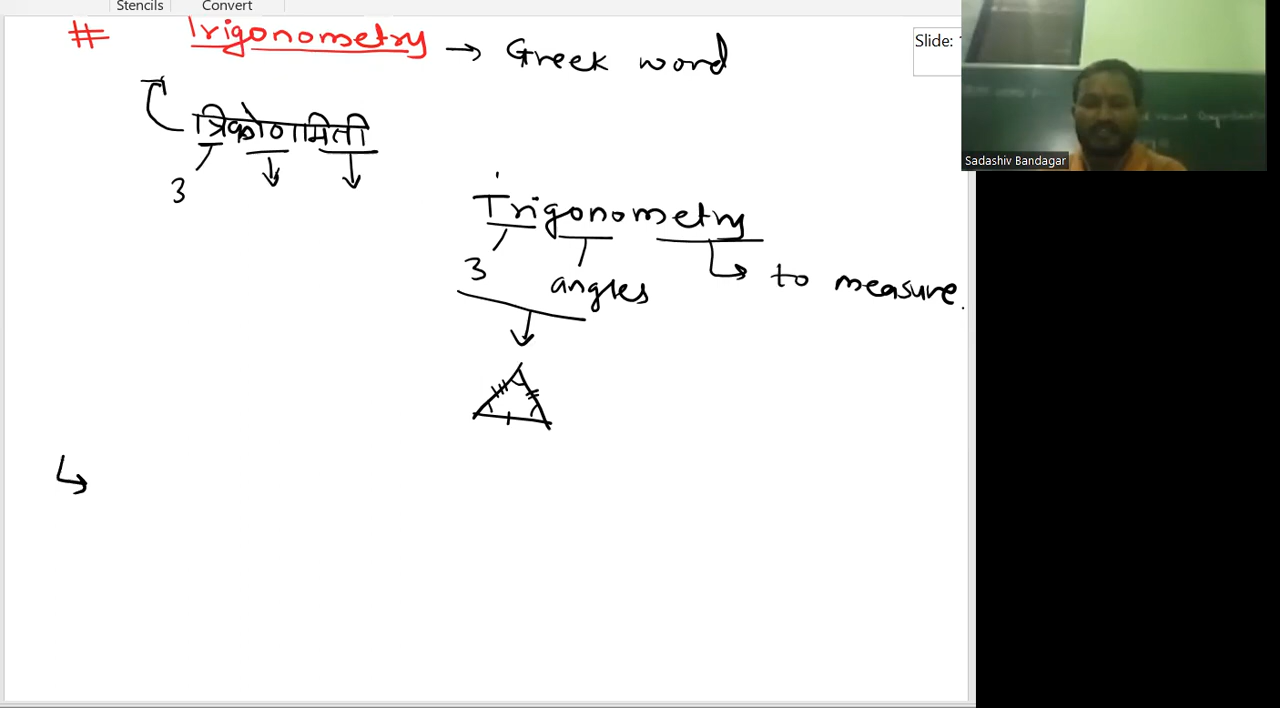 Stencils Convert
# Trigonometry → Greek word
Slide:
त्रिकोणमिती
3
Trigonometry
3 angles to measure.
Sadashiv Bandagar